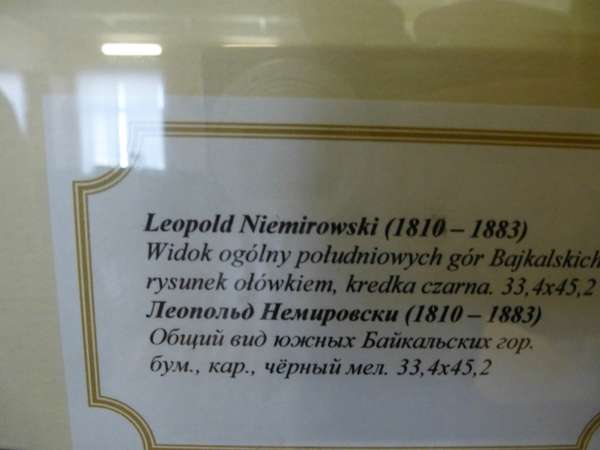 Leopold Niemirowski (1810 – 1883)
Widok ogólny południowych gór Bajkalskich
rysunek ołówkiem, kredka czarna. 33,4x45,2
Леопольд Немировски (1810 – 1883)
Общий вид южных Байкальских гор.
бум., кар., чёрный мел. 33,4x45,2